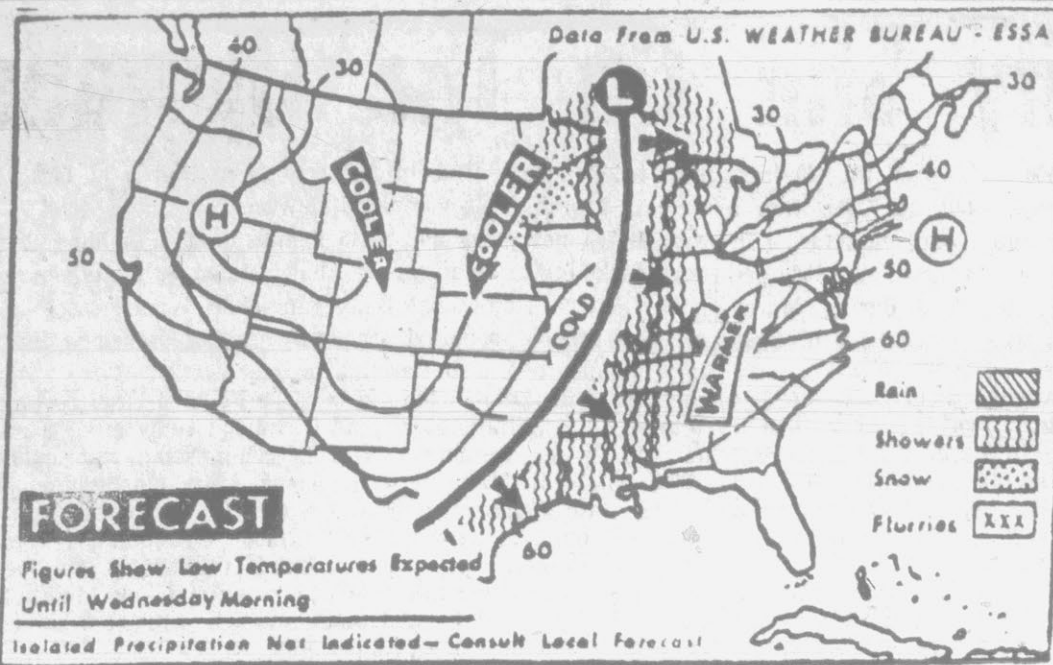 Data From U.S. WEATHER BUREAU - ESSA
40
30
L
30
30
COOLER
COOLER
40
H
H
50
50
COLD
WARMER
60
Rain
Showers
Snow
Flurries
XXX
FORECAST
60
Figures Show Low Temperatures Expected
Until Wednesday Morning
Isolated Precipitation Not Indicated—Consult Local Forecast